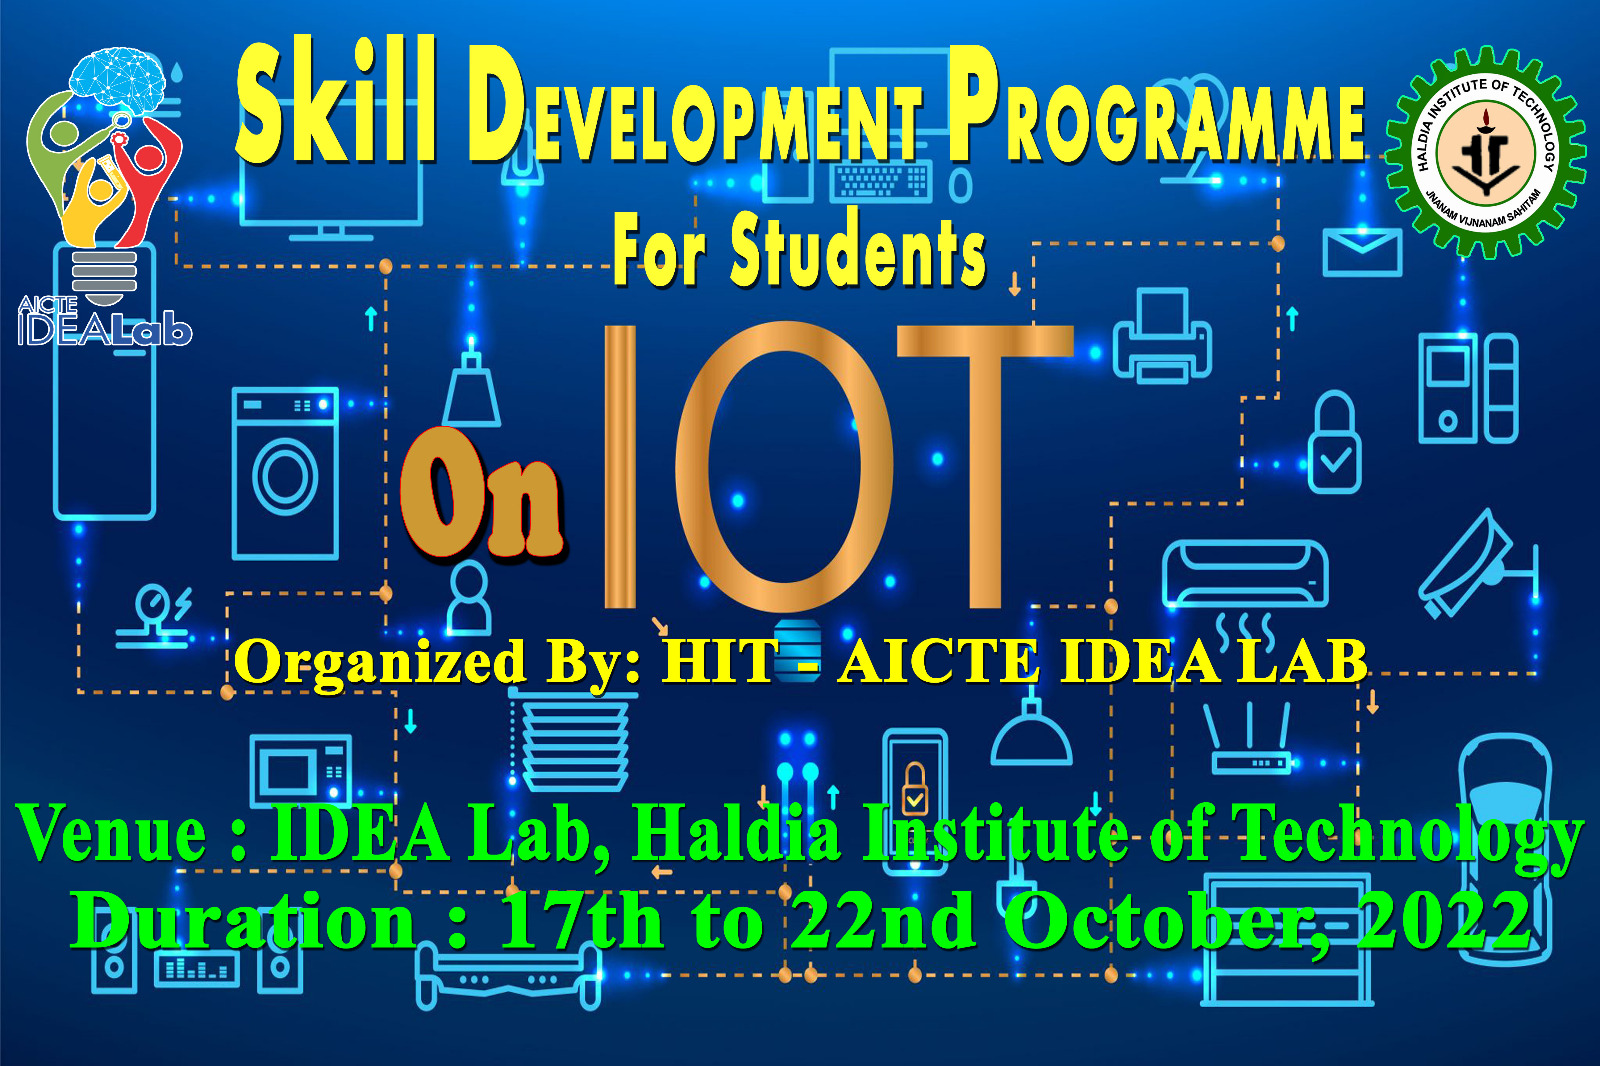 Skill DEVELOPMENT PROGRAMME
For Students
On IOT
Organized By: HIT - AICTE IDEA LAB
Venue : IDEA Lab, Haldia Institute of Technology
Duration : 17th to 22nd October, 2022
AICTE
IDEALab
HALDIA INSTITUTE OF TECHNOLOGY
JNANAM VIJNANAM SAHITAM